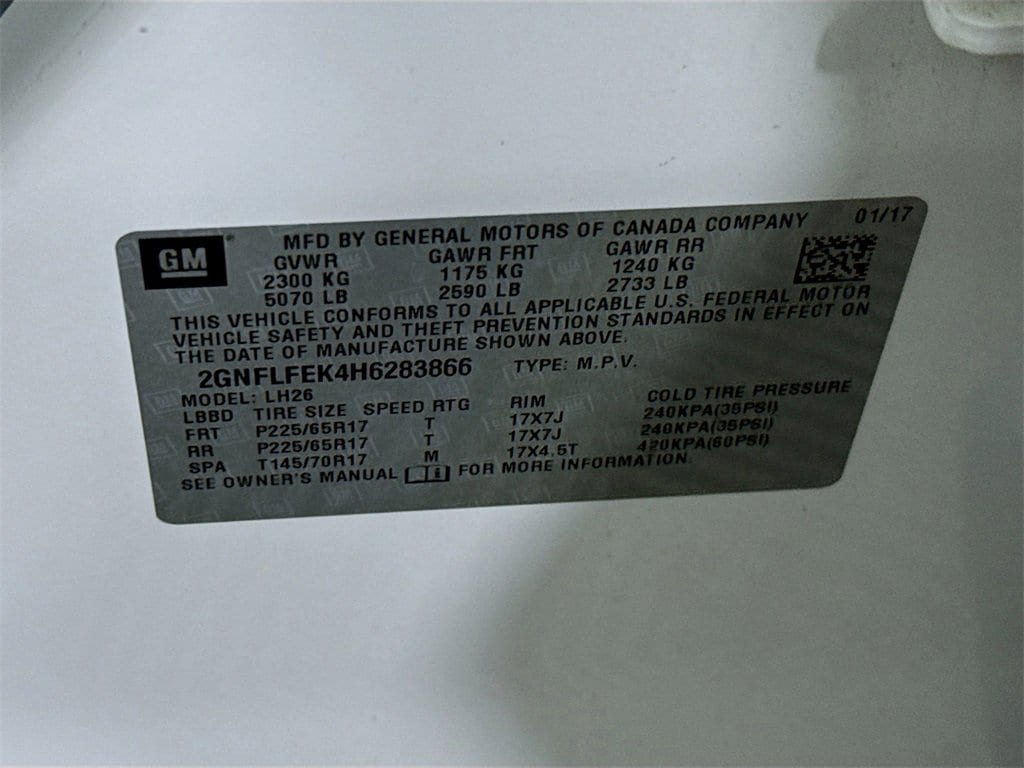 GM MFD BY GENERAL MOTORS OF CANADA COMPANY 01/17
GVWR GAWR FRT GAWR RR
2300 KG 1175 KG 1240 KG
5070 LB 2590 LB 2733 LB
THIS VEHICLE CONFORMS TO ALL APPLICABLE U.S. FEDERAL MOTOR
VEHICLE SAFETY AND THEFT PREVENTION STANDARDS IN EFFECT ON
THE DATE OF MANUFACTURE SHOWN ABOVE.
2GNFLFEK4H6283866 TYPE: M.P.V.
MODEL: LH26
LBBD TIRE SIZE SPEED RTG RIM COLD TIRE PRESSURE
FRT P225/65R17 T 17X7J 240KPA(35PSI)
RR P225/65R17 T 17X7J 240KPA(35PSI)
SPA T145/70R17 M 17X4.5T 420KPA(60PSI)
SEE OWNER'S MANUAL FOR MORE INFORMATION.